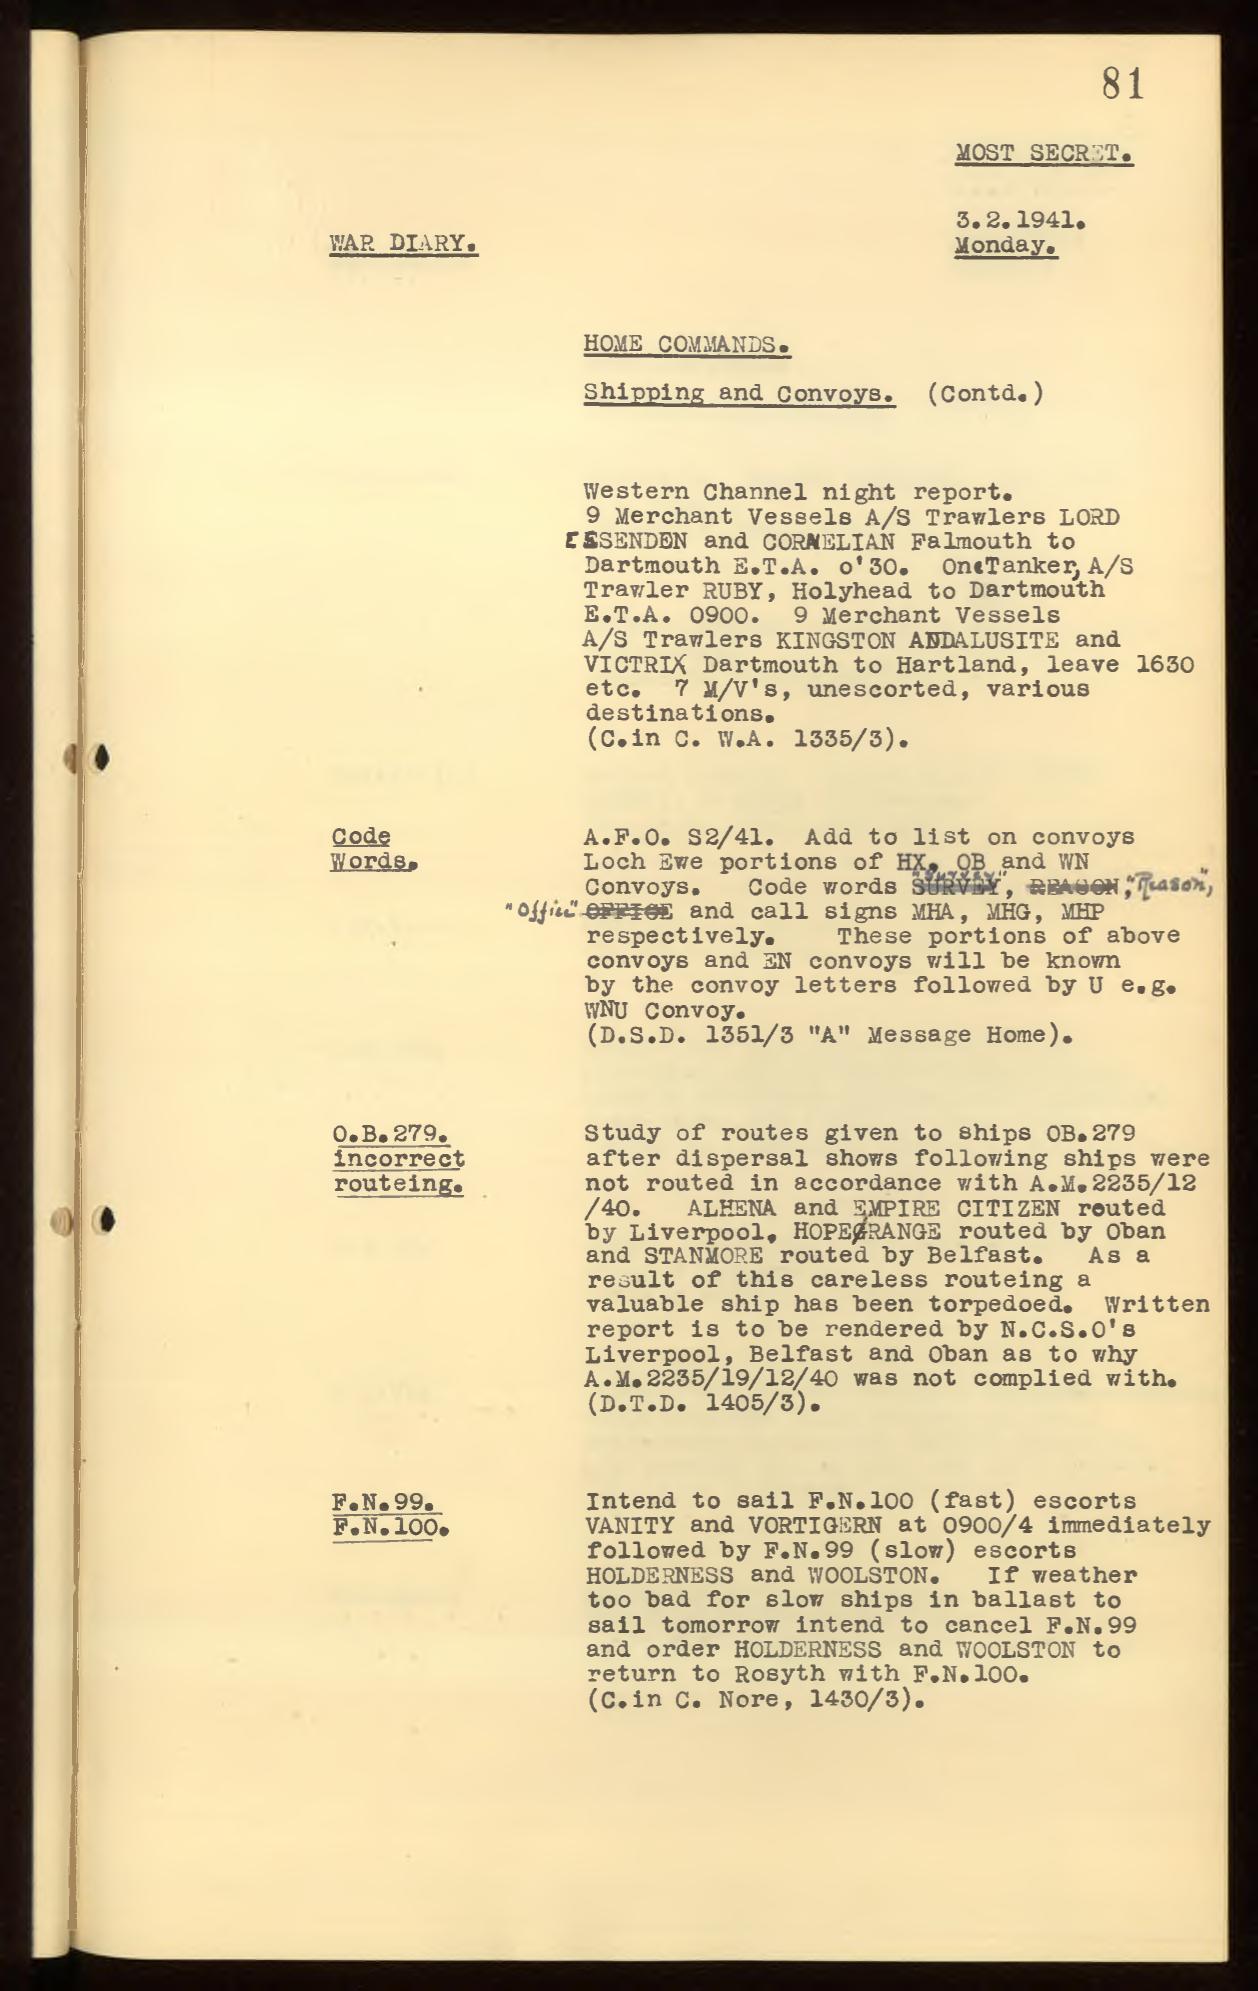 81
MOST SECRET.
3.2.1941.
Monday.
WAR DIARY.
HOME COMMANDS.
Shipping and Convoys. (Contd.)
Western Channel night report.
9 Merchant Vessels A/S Trawlers LORD
ESSENDEN and CORNELIAN Falmouth to
Dartmouth E.T.A. o'30. One Tanker, A/S
Trawler RUBY, Holyhead to Dartmouth
E.T.A. 0900. 9 Merchant Vessels
A/S Trawlers KINGSTON ANDALUSITE and
VICTRIX Dartmouth to Hartland, leave 1630
etc. 7 M/V's, unescorted, various
destinations.
(C.in C. W.A. 1335/3).
Code
Words.
A.F.O. S2/41. Add to list on convoys
Loch Ewe portions of HX, OB and WN
Convoys. Code words "Survey" SURVEY, REASON, "Reason",
"Office" OFFICE and call signs MHA, MHG, MHP
respectively. These portions of above
convoys and EN convoys will be known
by the convoy letters followed by U e.g.
WNU Convoy.
(D.S.D. 1351/3 "A" Message Home).
O.B.279.
incorrect
routeing.
Study of routes given to ships OB.279
after dispersal shows following ships were
not routed in accordance with A.M.2235/12
/40. ALHENA and EMPIRE CITIZEN routed
by Liverpool, HOPERANGE routed by Oban
and STANMORE routed by Belfast. As a
result of this careless routeing a
valuable ship has been torpedoed. Written
report is to be rendered by N.C.S.O's
Liverpool, Belfast and Oban as to why
A.M.2235/19/12/40 was not complied with.
(D.T.D. 1405/3).
F.N.99.
F.N.100.
Intend to sail F.N.100 (fast) escorts
VANITY and VORTIGERN at 0900/4 immediately
followed by F.N.99 (slow) escorts
HOLDERNESS and WOOLSTON. If weather
too bad for slow ships in ballast to
sail tomorrow intend to cancel F.N.99
and order HOLDERNESS and WOOLSTON to
return to Rosyth with F.N.100.
(C.in C. Nore, 1430/3).